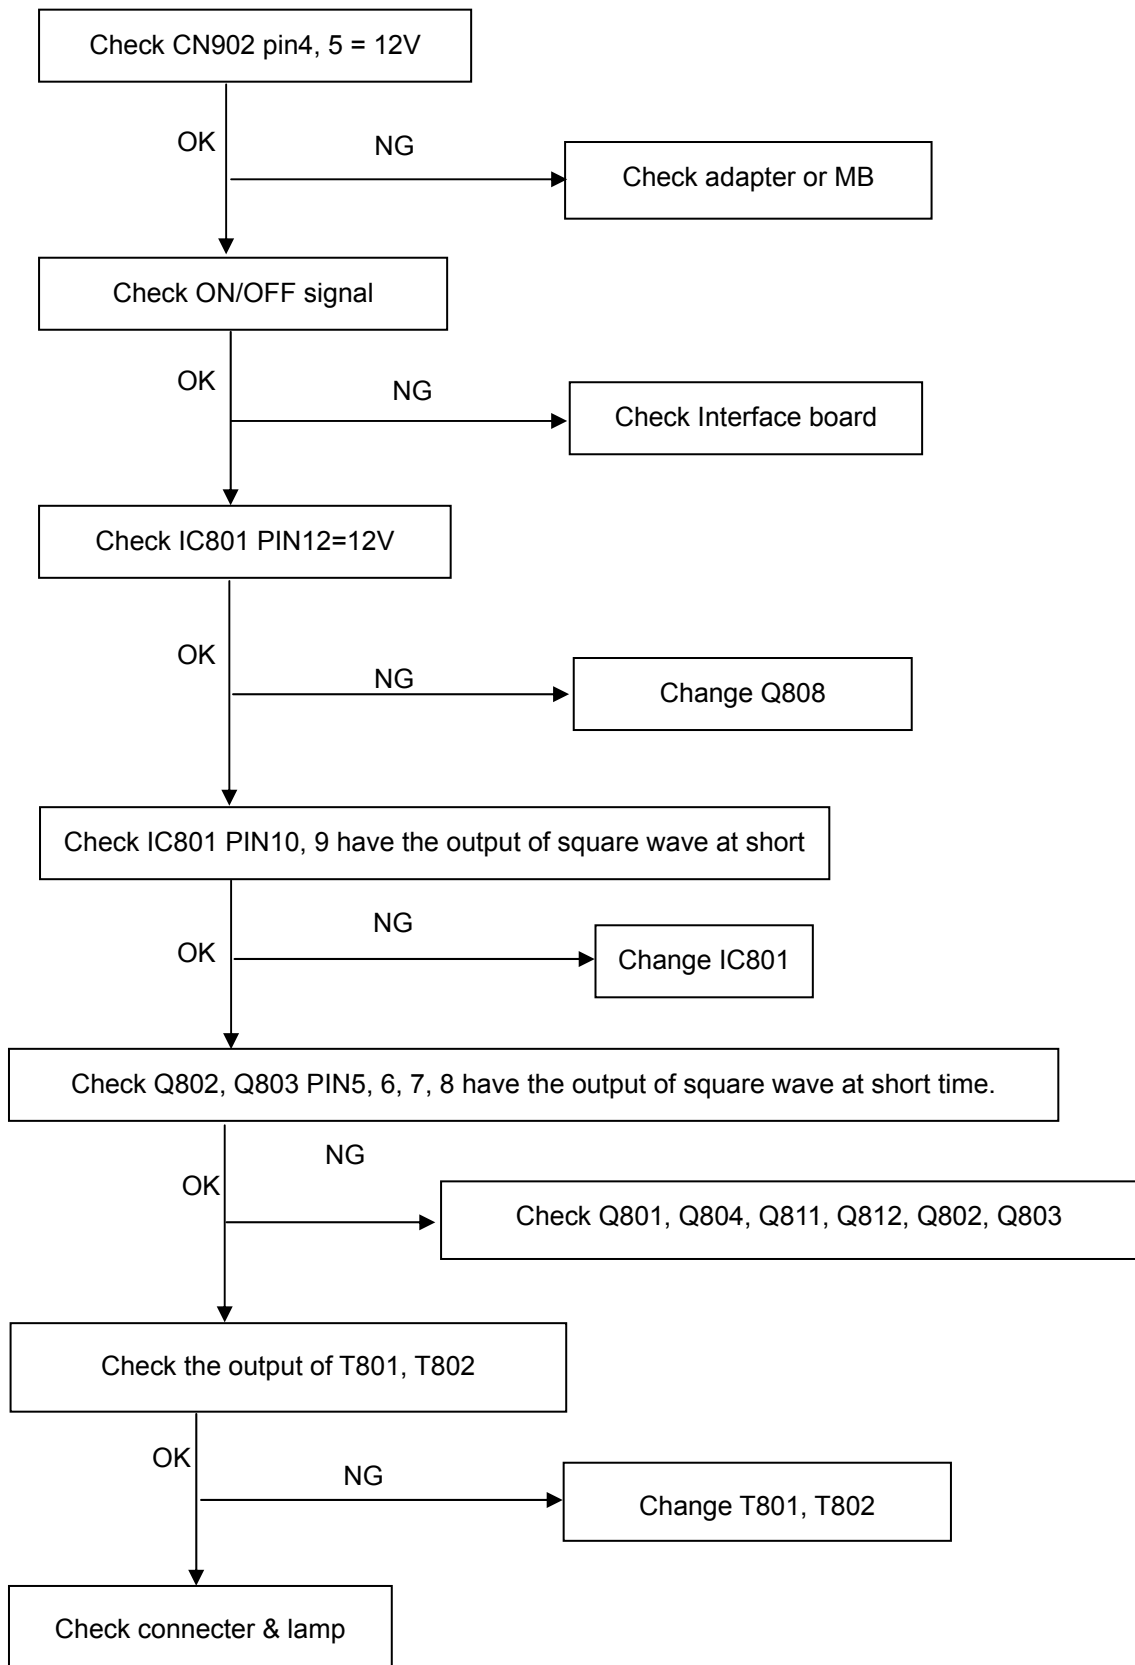 Check CN902 pin4, 5 = 12V
OK
NG
Check adapter or MB
Check ON/OFF signal
OK
NG
Check Interface board
Check IC801 PIN12=12V
OK
NG
Change Q808
Check IC801 PIN10, 9 have the output of square wave at short
NG
OK
Change IC801
Check Q802, Q803 PIN5, 6, 7, 8 have the output of square wave at short time.
NG
OK
Check Q801, Q804, Q811, Q812, Q802, Q803
Check the output of T801, T802
OK
NG
Change T801, T802
Check connecter & lamp